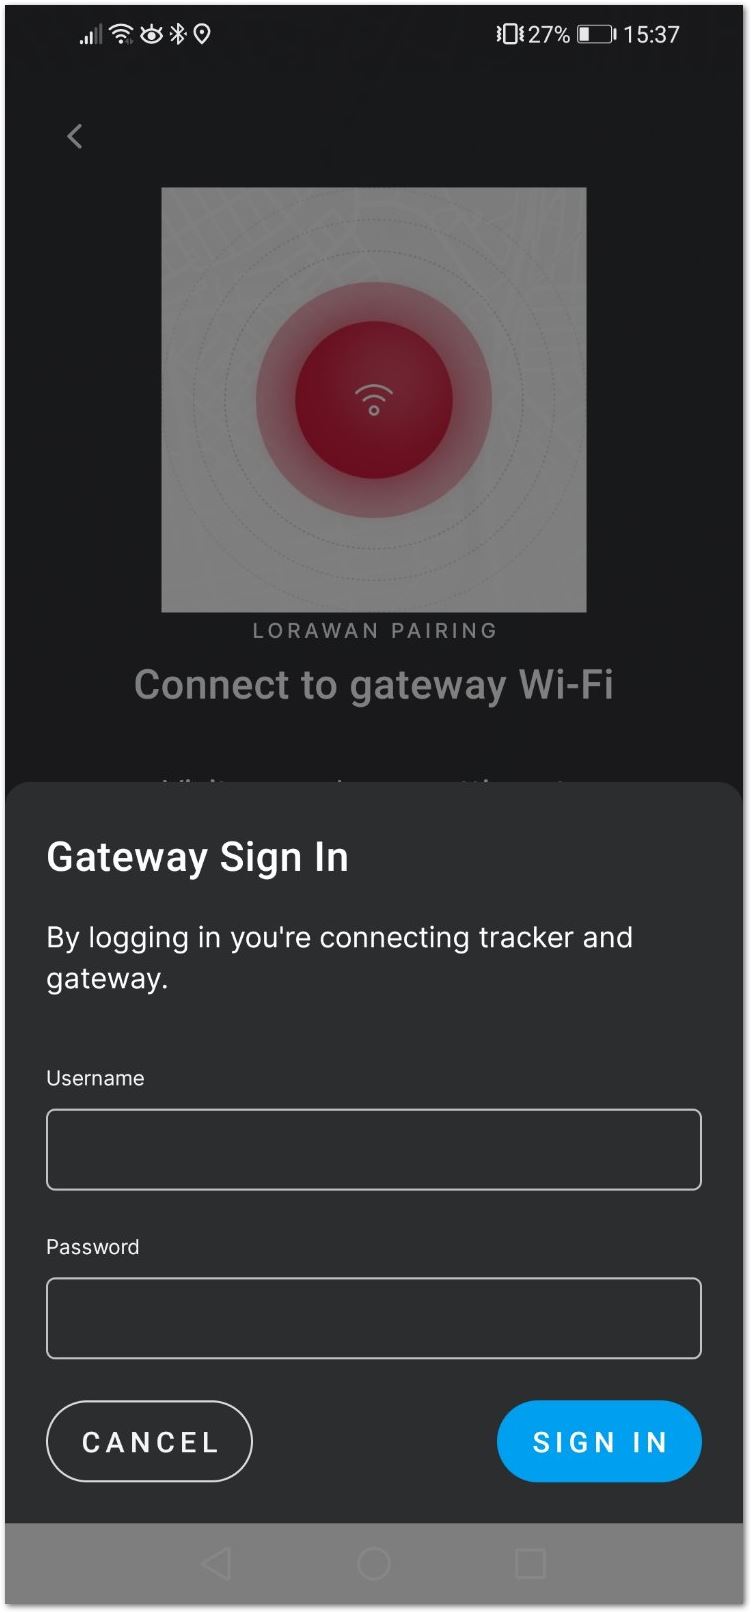 27% 15:37
LORAWAN PAIRING
Connect to gateway Wi-Fi
Gateway Sign In
By logging in you're connecting tracker and
gateway.
Username
Password
CANCEL SIGN IN